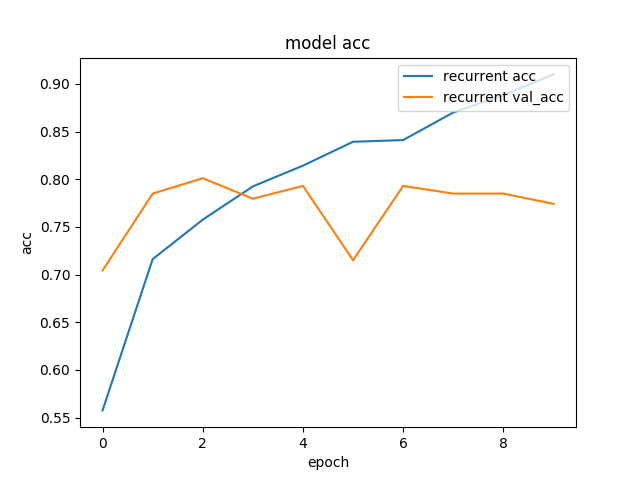 model acc
recurrent acc
recurrent val_acc
0.90
0.85
0.80
0.75
0.70
0.65
0.60
0.55
acc
0 2 4 6 8
epoch